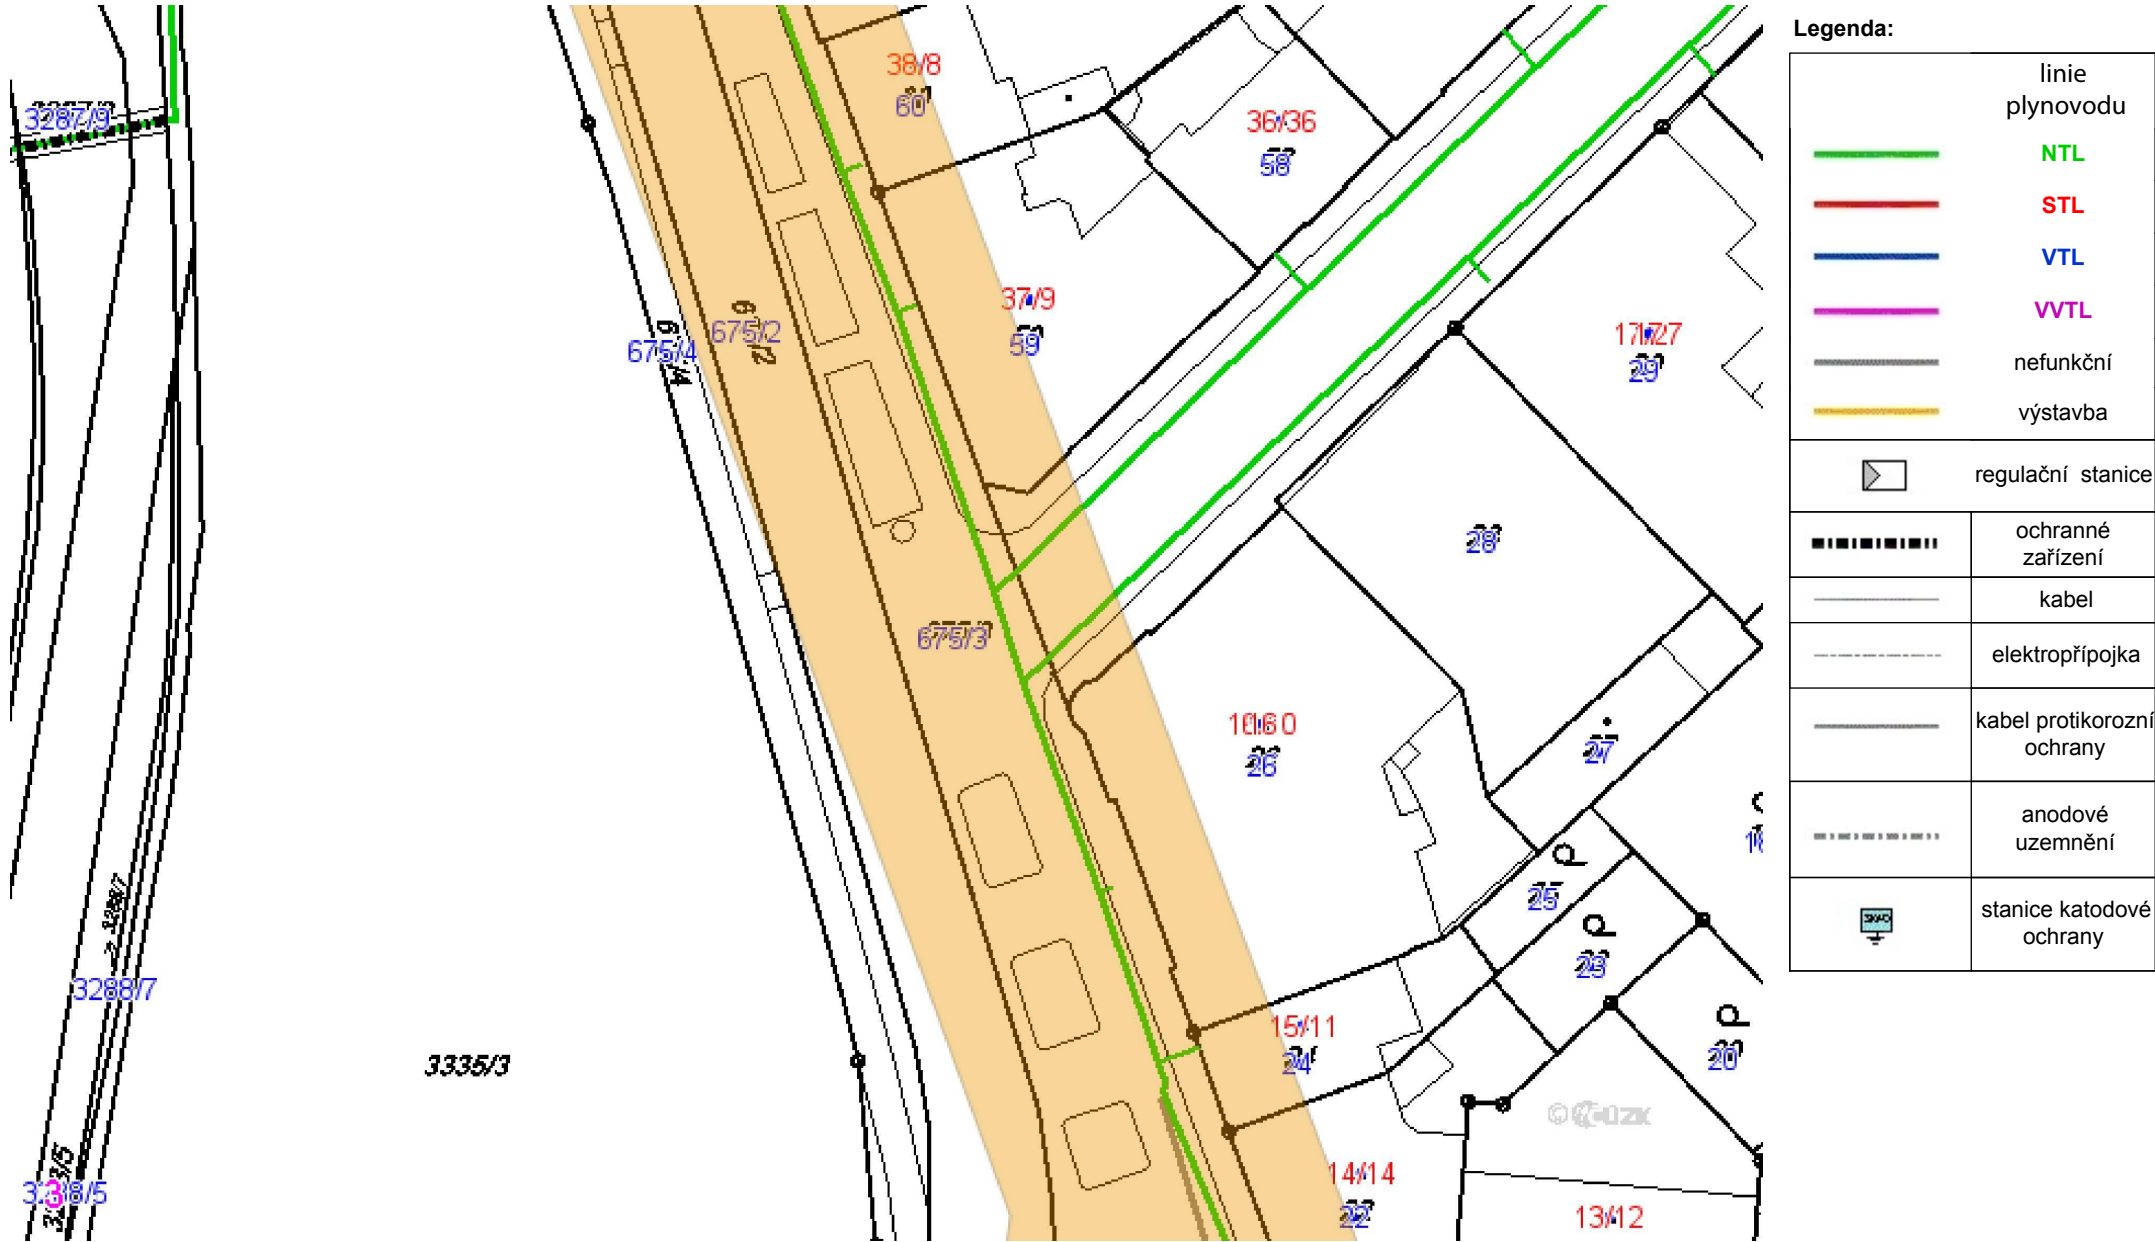 Legenda:
linie
plynovodu
NTL
STL
VTL
VVTL
nefunkční
výstavba
regulační stanice
ochranné
zařízení
kabel
elektropřípojka
kabel protikorozní
ochrany
anodové
uzemnění
stanice katodové
ochrany
38/8
60
3287/9
36/36
58
37/9
59
675/2
675/4
17/27
29
28
675/3
10/60
26
27
25
23
3288/7
3288/7
15/11
24
20
3335/3
14/14
22
13/12